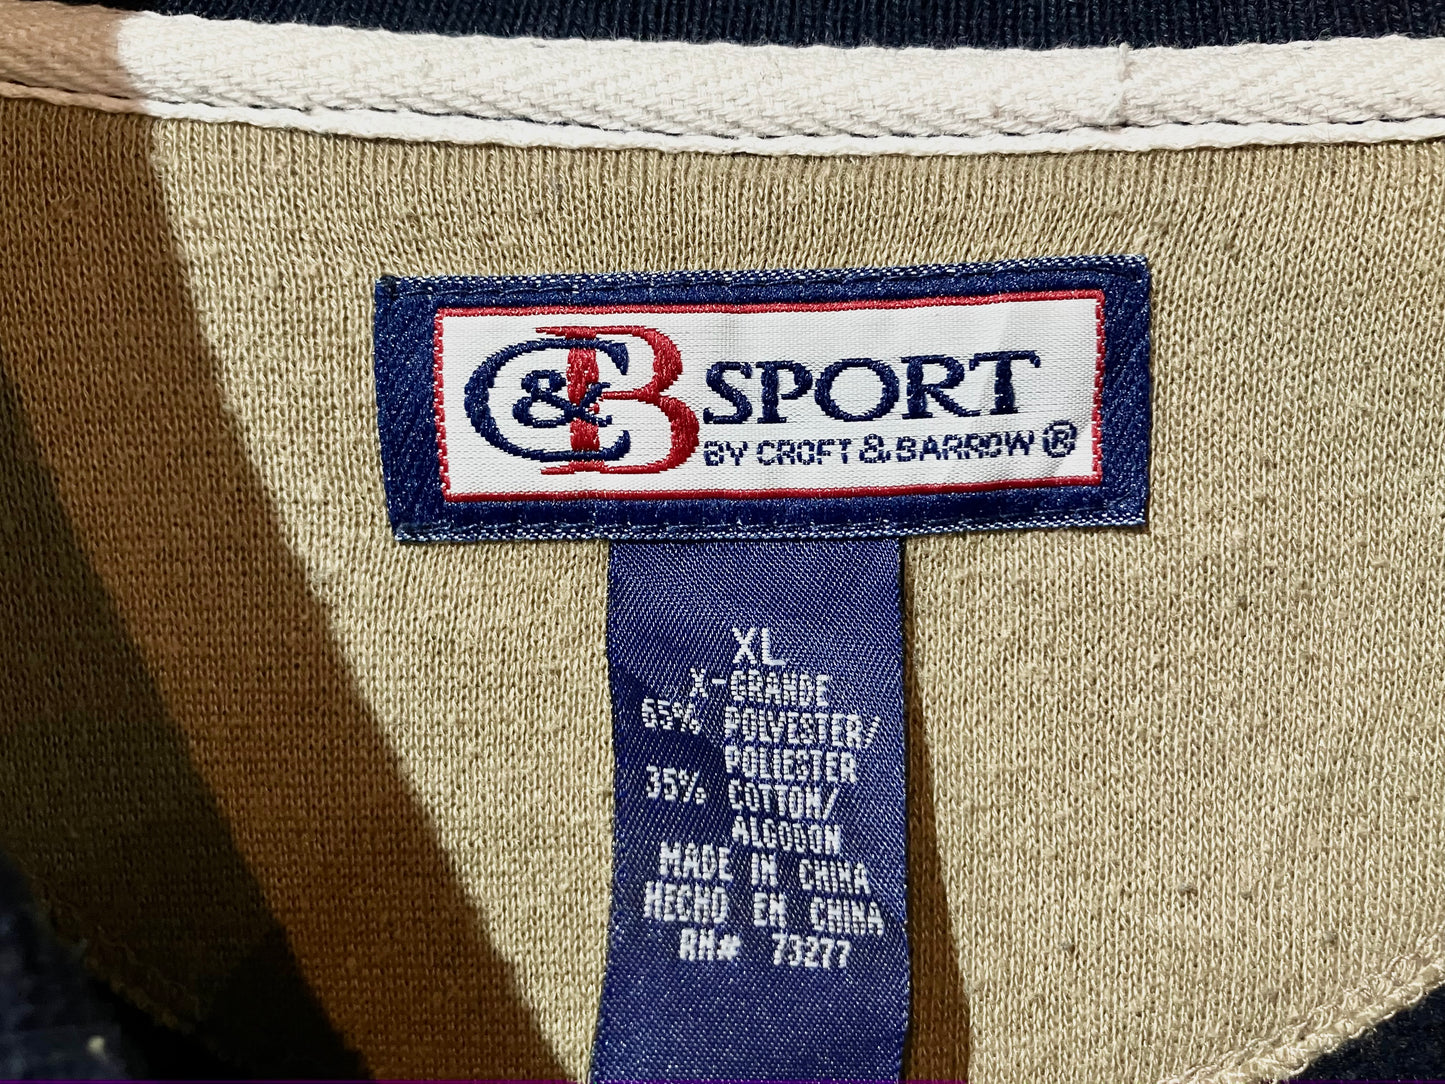 C&B SPORT
BY CROFT & BARROW®
XL
X-GRANDE
65% POLYESTER/
POLIESTER
35% COTTON/
ALGODON
MADE IN CHINA
HECHO EN CHINA
RN# 73277